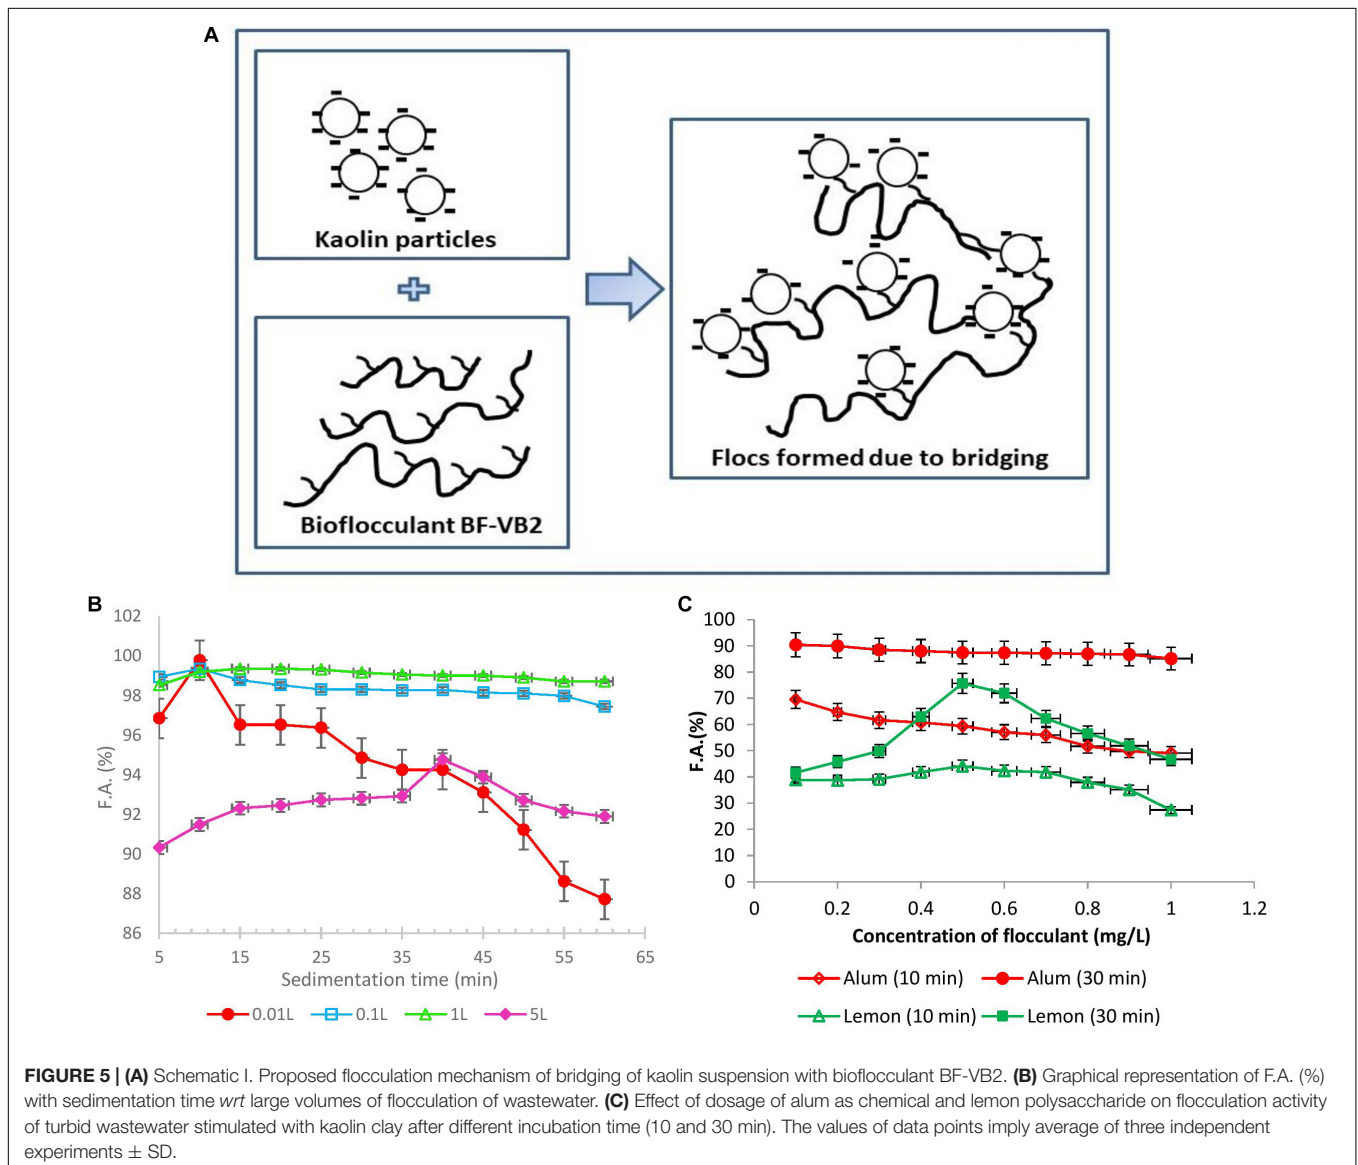 A
Kaolin particles
Bioflocculant BF-VB2
Flocs formed due to bridging
B
102
100
98
96
94
92
90
88
86
F.A. (%)
5
15
25
35
45
55
65
Sedimentation time (min)
0.01L
0.1L
1L
5L
C
100
90
80
70
60
50
40
30
20
10
0
F.A.(%)
0
0.2
0.4
0.6
0.8
1
1.2
Concentration of flocculant (mg/L)
Alum (10 min)
Alum (30 min)
Lemon (10 min)
Lemon (30 min)
FIGURE 5 | (A) Schematic I. Proposed flocculation mechanism of bridging of kaolin suspension with bioflocculant BF-VB2. (B) Graphical representation of F.A. (%)
with sedimentation time wrt large volumes of flocculation of wastewater. (C) Effect of dosage of alum as chemical and lemon polysaccharide on flocculation activity
of turbid wastewater stimulated with kaolin clay after different incubation time (10 and 30 min). The values of data points imply average of three independent
experiments ± SD.